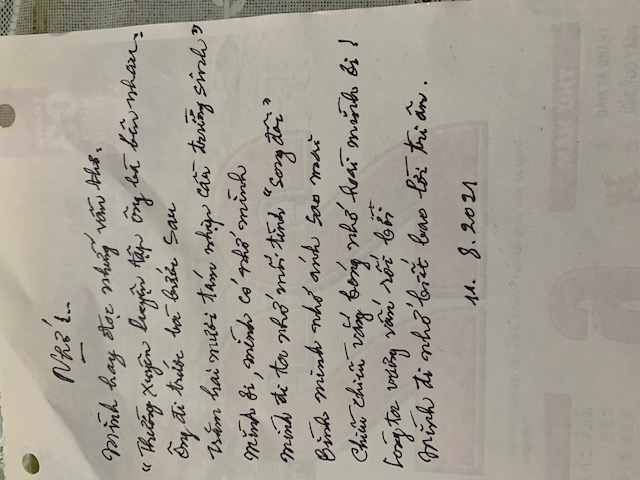 Nhớ...
Mình hay đọc những vần thơ.
"Thường xuyên luyện tập ông bà bên nhau.
Ông đi trước bà bước sau
Trăm hai mươi tám nhịp cầu trường sinh"
Mình ơi, mình có nhớ mình
Mình đi ta nhớ mối tình "Song đôi"
Bình minh nhớ ánh sao mai
Chiều chiều vắng bóng nhớ hoài mình ơi!
Lòng ta vương vấn rối bời
Mình đi nhớ biết bao lời tri ân.
11.8.2021